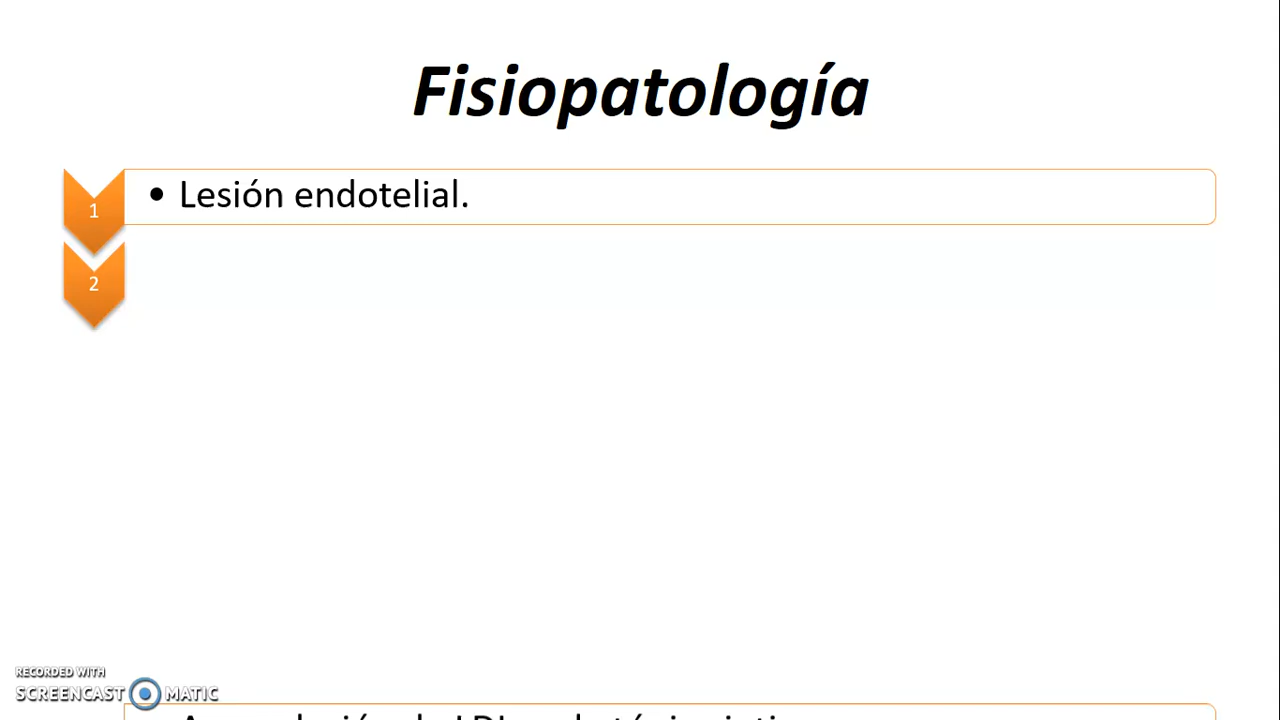 Fisiopatología
1
• Lesión endotelial.
2
RECORDED WITH
SCREENCAST MATIC